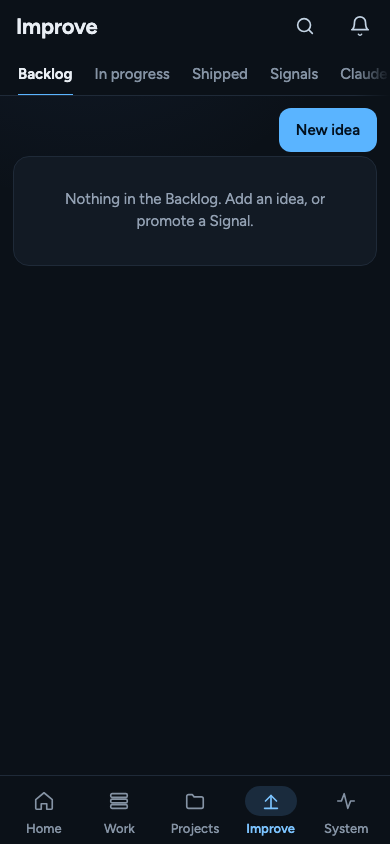 Improve
Backlog In progress Shipped Signals Claude
New idea
Nothing in the Backlog. Add an idea, or
promote a Signal.
Home Work Projects Improve System